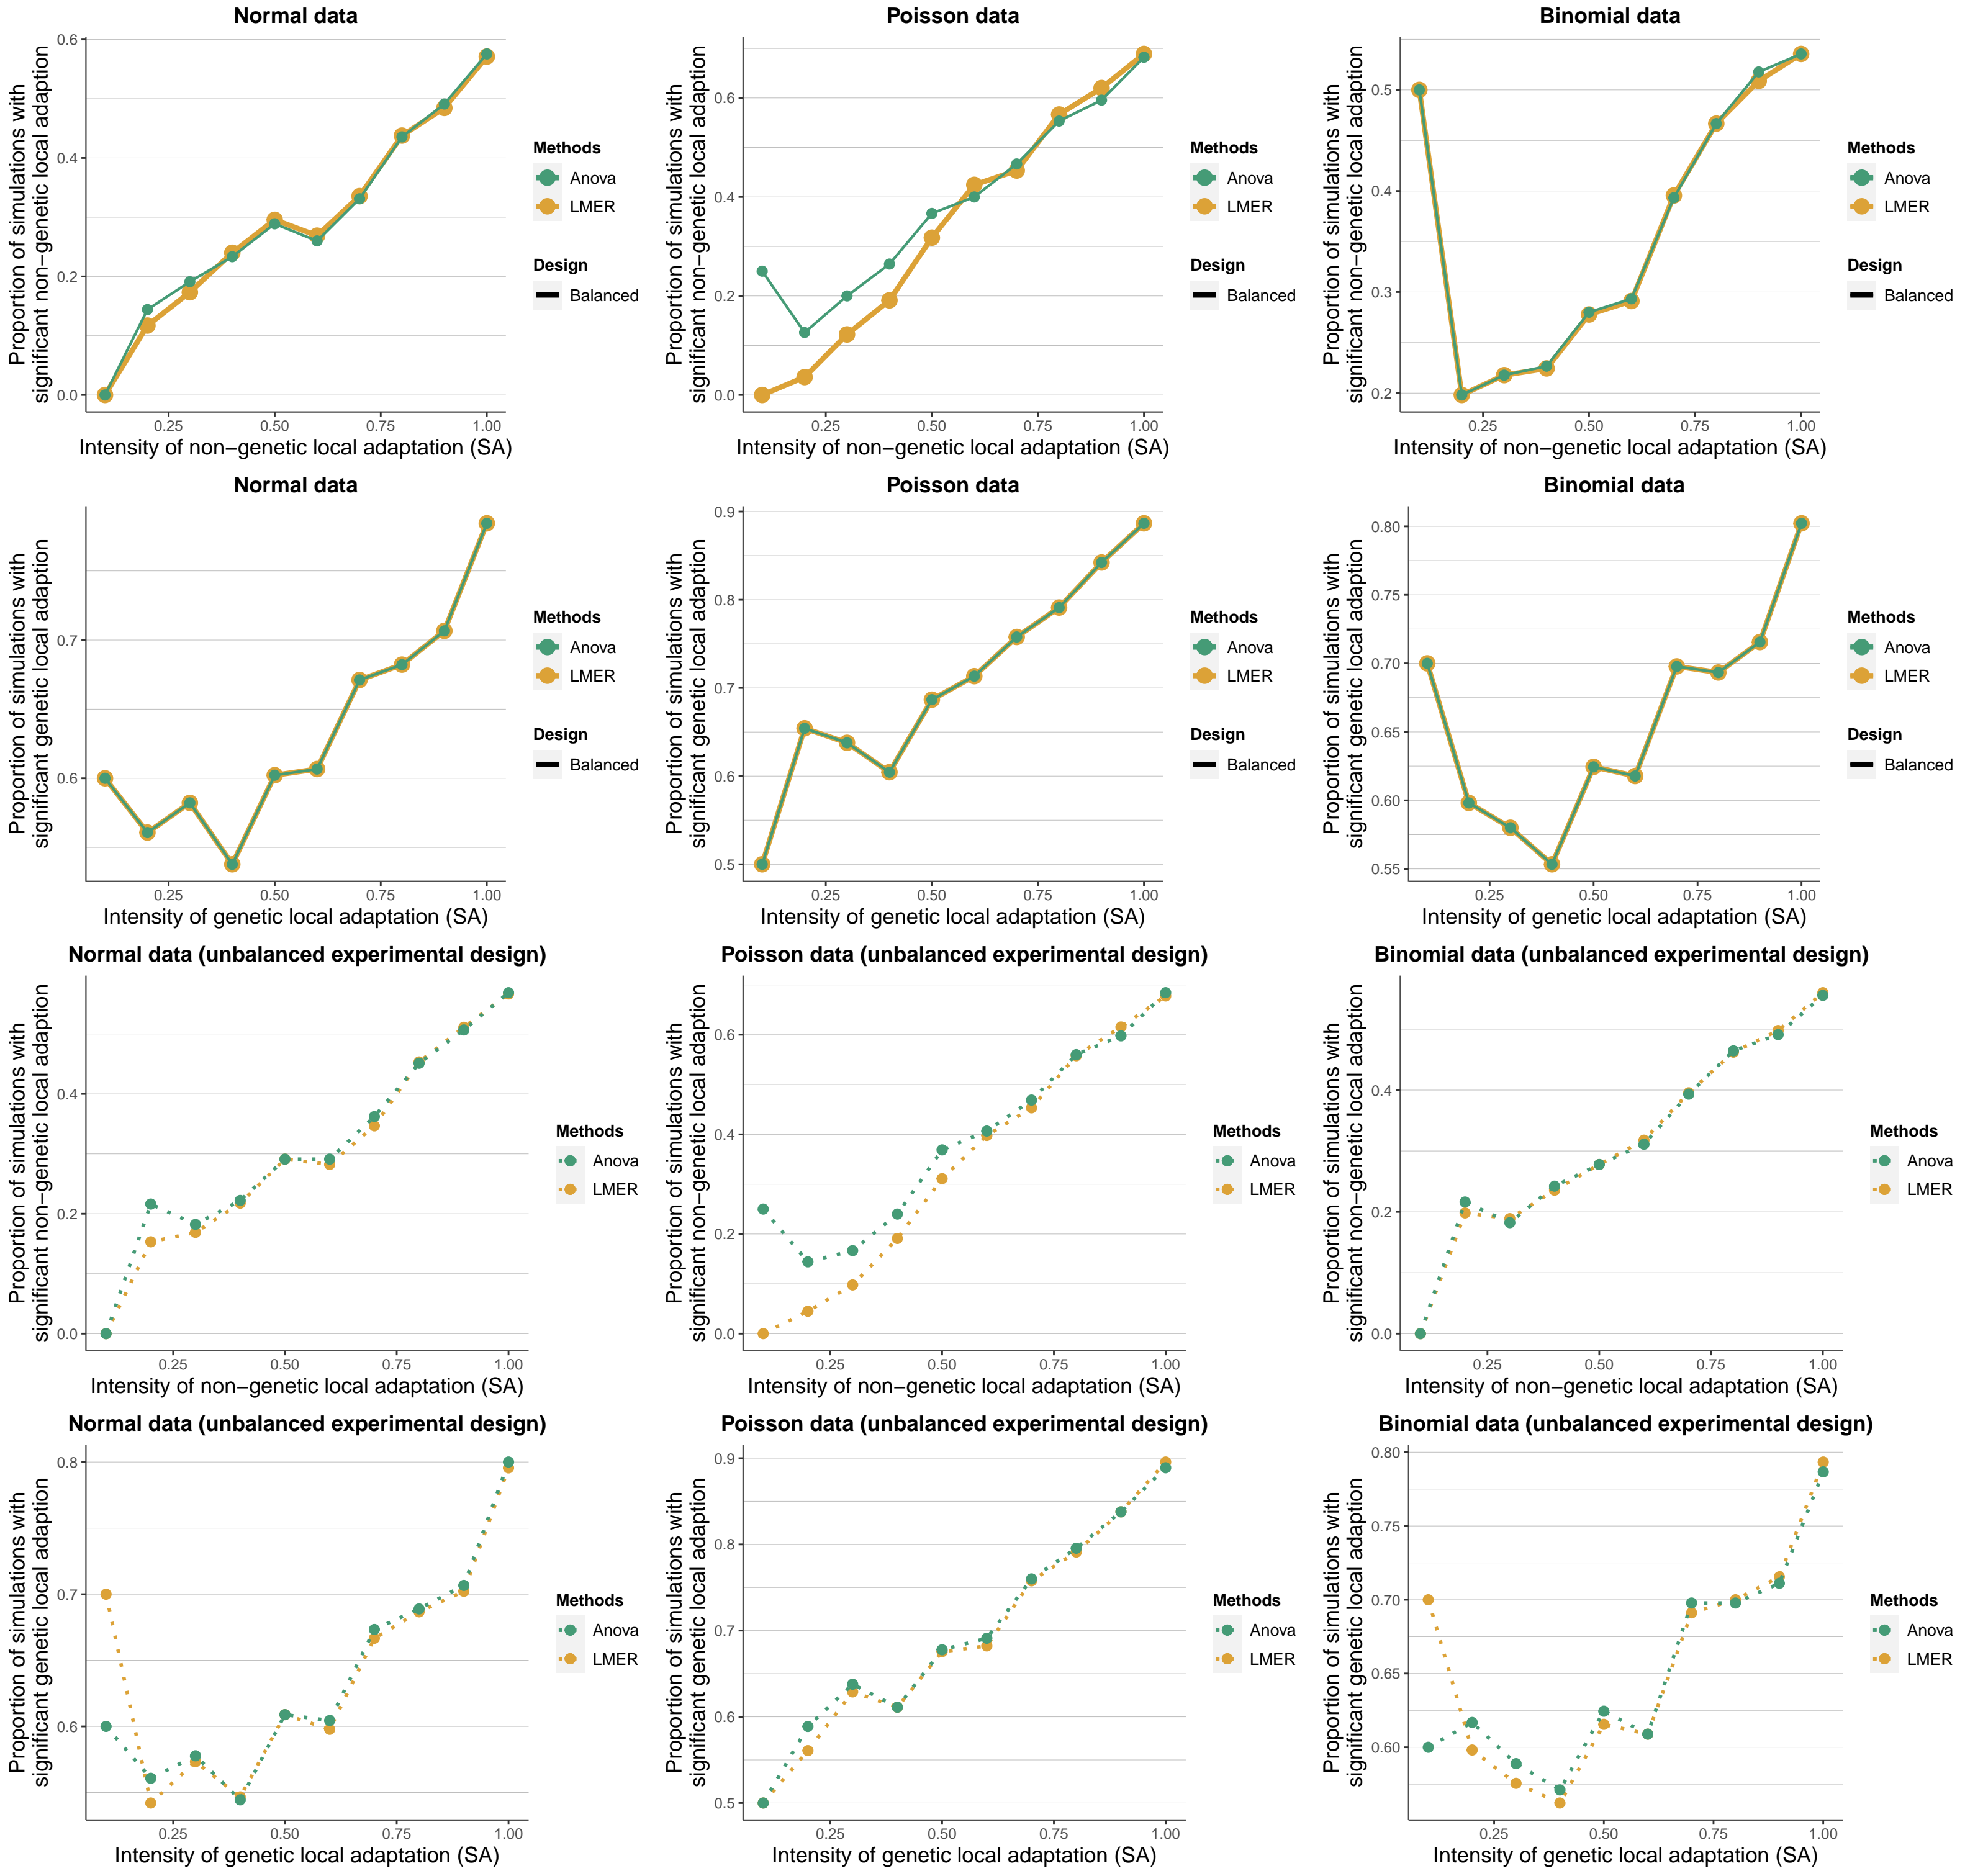 Normal data
Proportion of simulations with
significant non−genetic local adaption
0.6
0.4
0.2
0.0
0.25 0.50 0.75 1.00
Intensity of non−genetic local adaptation (SA)
Methods
Anova
LMER
Design
Balanced
Poisson data
Proportion of simulations with
significant non−genetic local adaption
0.6
0.4
0.2
0.0
0.25 0.50 0.75 1.00
Intensity of non−genetic local adaptation (SA)
Methods
Anova
LMER
Design
Balanced
Binomial data
Proportion of simulations with
significant non−genetic local adaption
0.5
0.4
0.3
0.2
0.25 0.50 0.75 1.00
Intensity of non−genetic local adaptation (SA)
Methods
Anova
LMER
Design
Balanced
Normal data
Proportion of simulations with
significant genetic local adaption
0.7
0.6
0.25 0.50 0.75 1.00
Intensity of genetic local adaptation (SA)
Methods
Anova
LMER
Design
Balanced
Poisson data
Proportion of simulations with
significant genetic local adaption
0.9
0.8
0.7
0.6
0.5
0.25 0.50 0.75 1.00
Intensity of genetic local adaptation (SA)
Methods
Anova
LMER
Design
Balanced
Binomial data
Proportion of simulations with
significant genetic local adaption
0.80
0.75
0.70
0.65
0.60
0.55
0.25 0.50 0.75 1.00
Intensity of genetic local adaptation (SA)
Methods
Anova
LMER
Design
Balanced
Normal data (unbalanced experimental design)
Proportion of simulations with
significant non−genetic local adaption
0.4
0.2
0.0
0.25 0.50 0.75 1.00
Intensity of non−genetic local adaptation (SA)
Methods
Anova
LMER
Poisson data (unbalanced experimental design)
Proportion of simulations with
significant non−genetic local adaption
0.6
0.4
0.2
0.0
0.25 0.50 0.75 1.00
Intensity of non−genetic local adaptation (SA)
Methods
Anova
LMER
Binomial data (unbalanced experimental design)
Proportion of simulations with
significant non−genetic local adaption
0.4
0.2
0.0
0.25 0.50 0.75 1.00
Intensity of non−genetic local adaptation (SA)
Methods
Anova
LMER
Normal data (unbalanced experimental design)
Proportion of simulations with
significant genetic local adaption
0.8
0.7
0.6
0.25 0.50 0.75 1.00
Intensity of genetic local adaptation (SA)
Methods
Anova
LMER
Poisson data (unbalanced experimental design)
Proportion of simulations with
significant genetic local adaption
0.9
0.8
0.7
0.6
0.5
0.25 0.50 0.75 1.00
Intensity of genetic local adaptation (SA)
Methods
Anova
LMER
Binomial data (unbalanced experimental design)
Proportion of simulations with
significant genetic local adaption
0.80
0.75
0.70
0.65
0.60
0.25 0.50 0.75 1.00
Intensity of genetic local adaptation (SA)
Methods
Anova
LMER